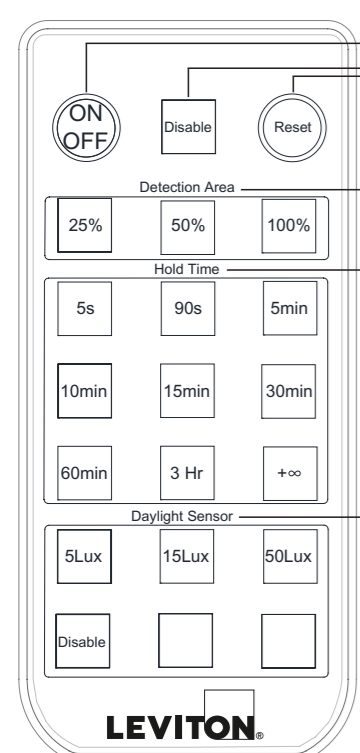 ON
OFF
Disable
Reset
Detection Area
25% 50% 100%
Hold Time
5s 90s 5min
10min 15min 30min
60min 3 Hr +∞
Daylight Sensor
5Lux 15Lux 50Lux
Disable
LEVITON®